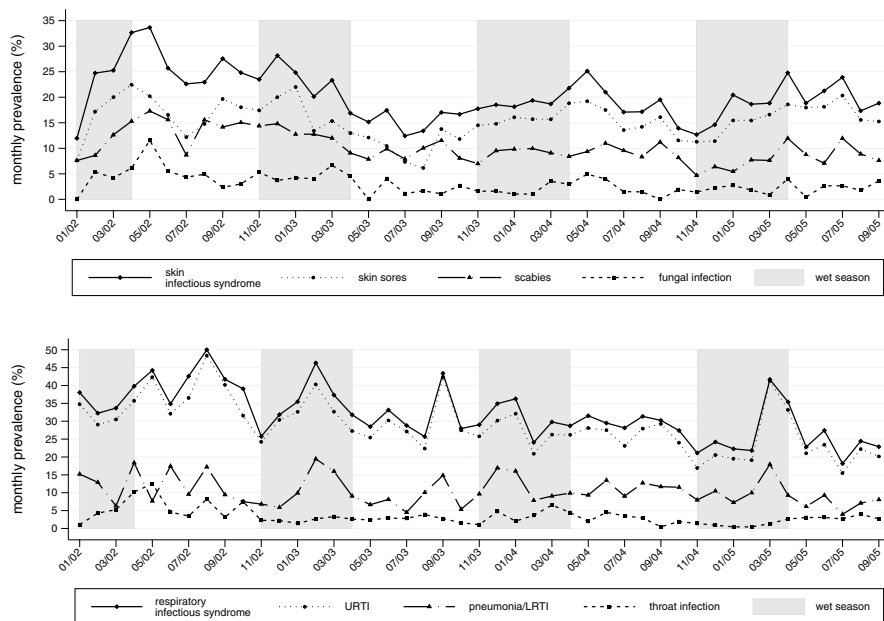 monthly prevalence (%)
35
30
25
20
15
10
5
0
01/02 03/02 05/02 07/02 09/02 11/02 01/03 03/03 05/03 07/03 09/03 11/03 01/04 03/04 05/04 07/04 09/04 11/04 01/05 03/05 05/05 07/05 09/05
skin
infectious syndrome skin sores scabies fungal infection wet season
monthly prevalence (%)
50
45
40
35
30
25
20
15
10
5
0
01/02 03/02 05/02 07/02 09/02 11/02 01/03 03/03 05/03 07/03 09/03 11/03 01/04 03/04 05/04 07/04 09/04 11/04 01/05 03/05 05/05 07/05 09/05
respiratory
infectious syndrome URTI pneumonia/LRTI throat infection wet season